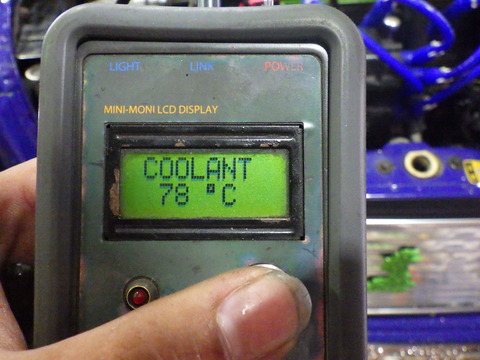 LIGHT LINK POWER
MINI-MONI LCD DISPLAY
COOLANT
78 °C